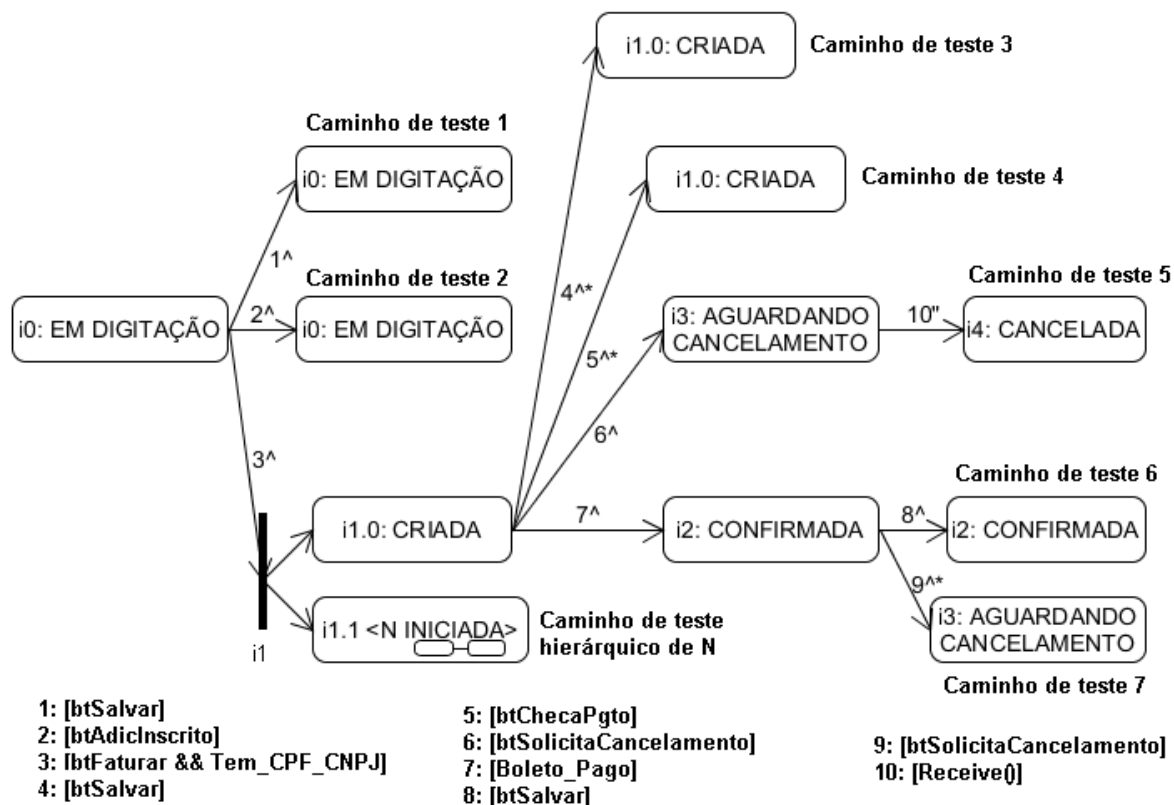 i1.0: CRIADA
Caminho de teste 3
Caminho de teste 1
i0: EM DIGITAÇÃO
i1.0: CRIADA
Caminho de teste 4
1^
4^*
Caminho de teste 2
Caminho de teste 5
i0: EM DIGITAÇÃO
2^
i0: EM DIGITAÇÃO
5^*
i3: AGUARDANDO
CANCELAMENTO
10"
i4: CANCELADA
6^
3^
Caminho de teste 6
i1.0: CRIADA
7^
i2: CONFIRMADA
8^
i2: CONFIRMADA
9^*
i1.1 <N INICIADA>
Caminho de teste
hierárquico de N
i3: AGUARDANDO
CANCELAMENTO
i1
Caminho de teste 7
1: [btSalvar]
2: [btAdicInscrito]
3: [btFaturar && Tem_CPF_CNPJ]
4: [btSalvar]
5: [btChecaPgto]
6: [btSolicitaCancelamento]
7: [Boleto_Pago]
8: [btSalvar]
9: [btSolicitaCancelamento]
10: [Receive()]